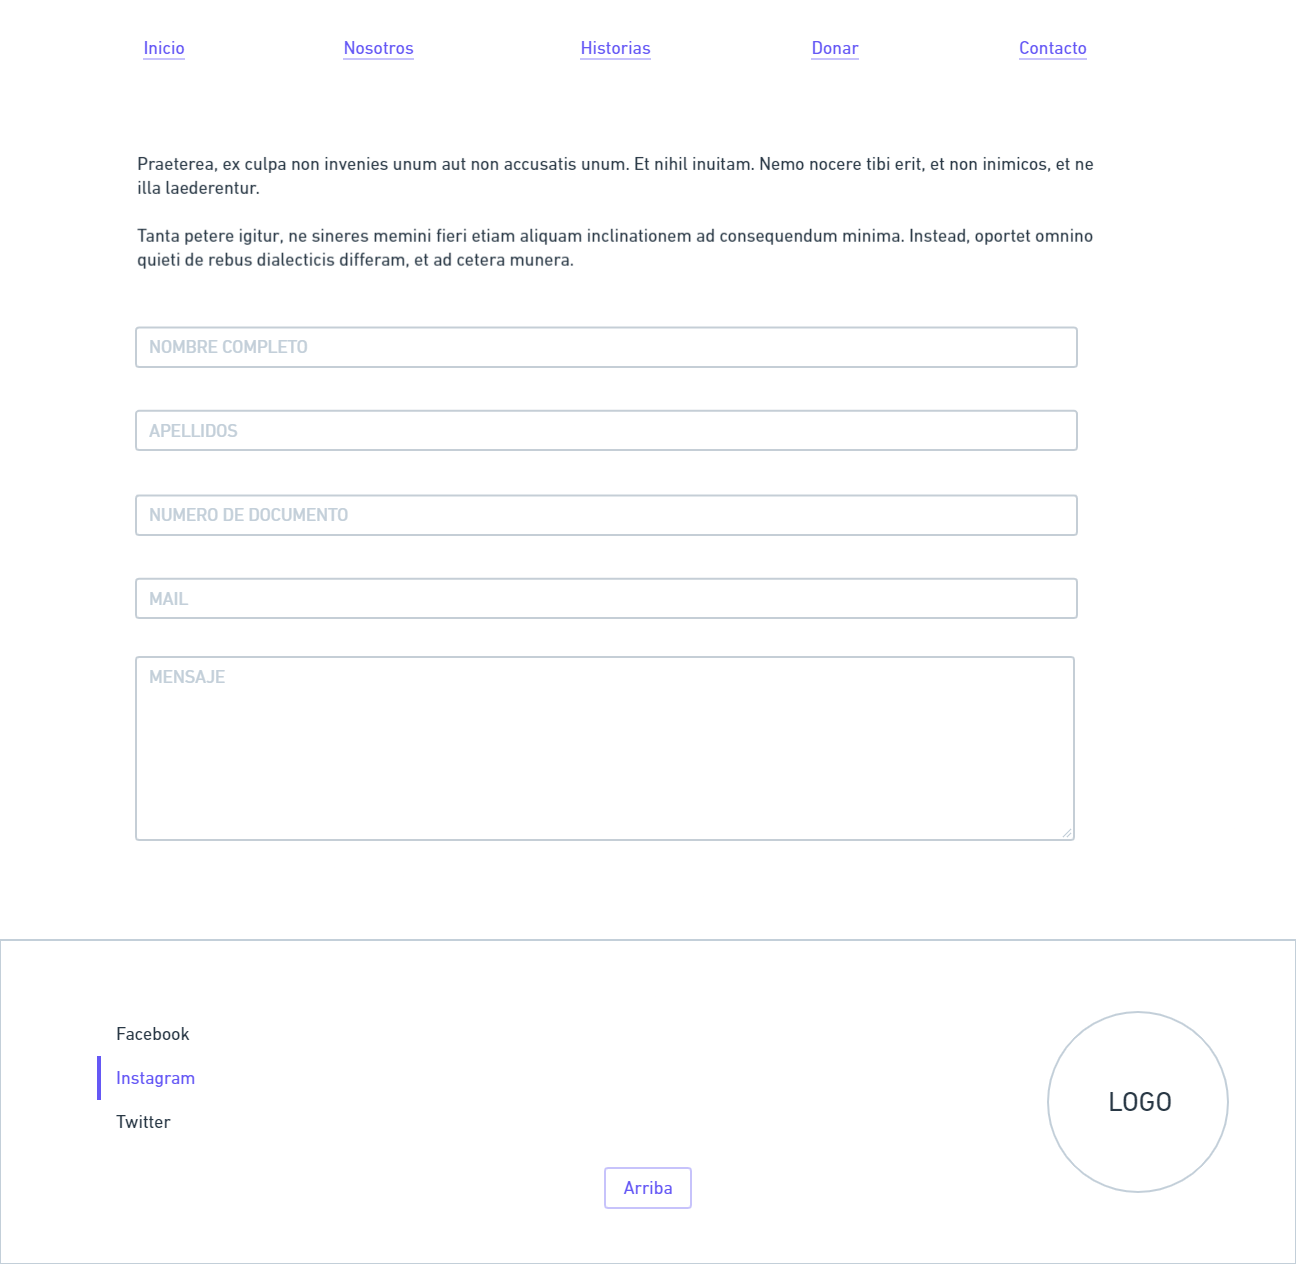 Inicio Nosotros Historias Donar Contacto
Praeterea, ex culpa non invenies unum aut non accusatis unum. Et nihil inuitam. Nemo nocere tibi erit, et non inimicos, et ne
illa laederentur.
Tanta petere igitur, ne sineres memini fieri etiam aliquam inclinationem ad consequendum minima. Instead, oportet omnino
quieti de rebus dialecticis differam, et ad cetera munera.
NOMBRE COMPLETO
APELLIDOS
NUMERO DE DOCUMENTO
MAIL
MENSAJE
Facebook
Instagram
Twitter
LOGO
Arriba